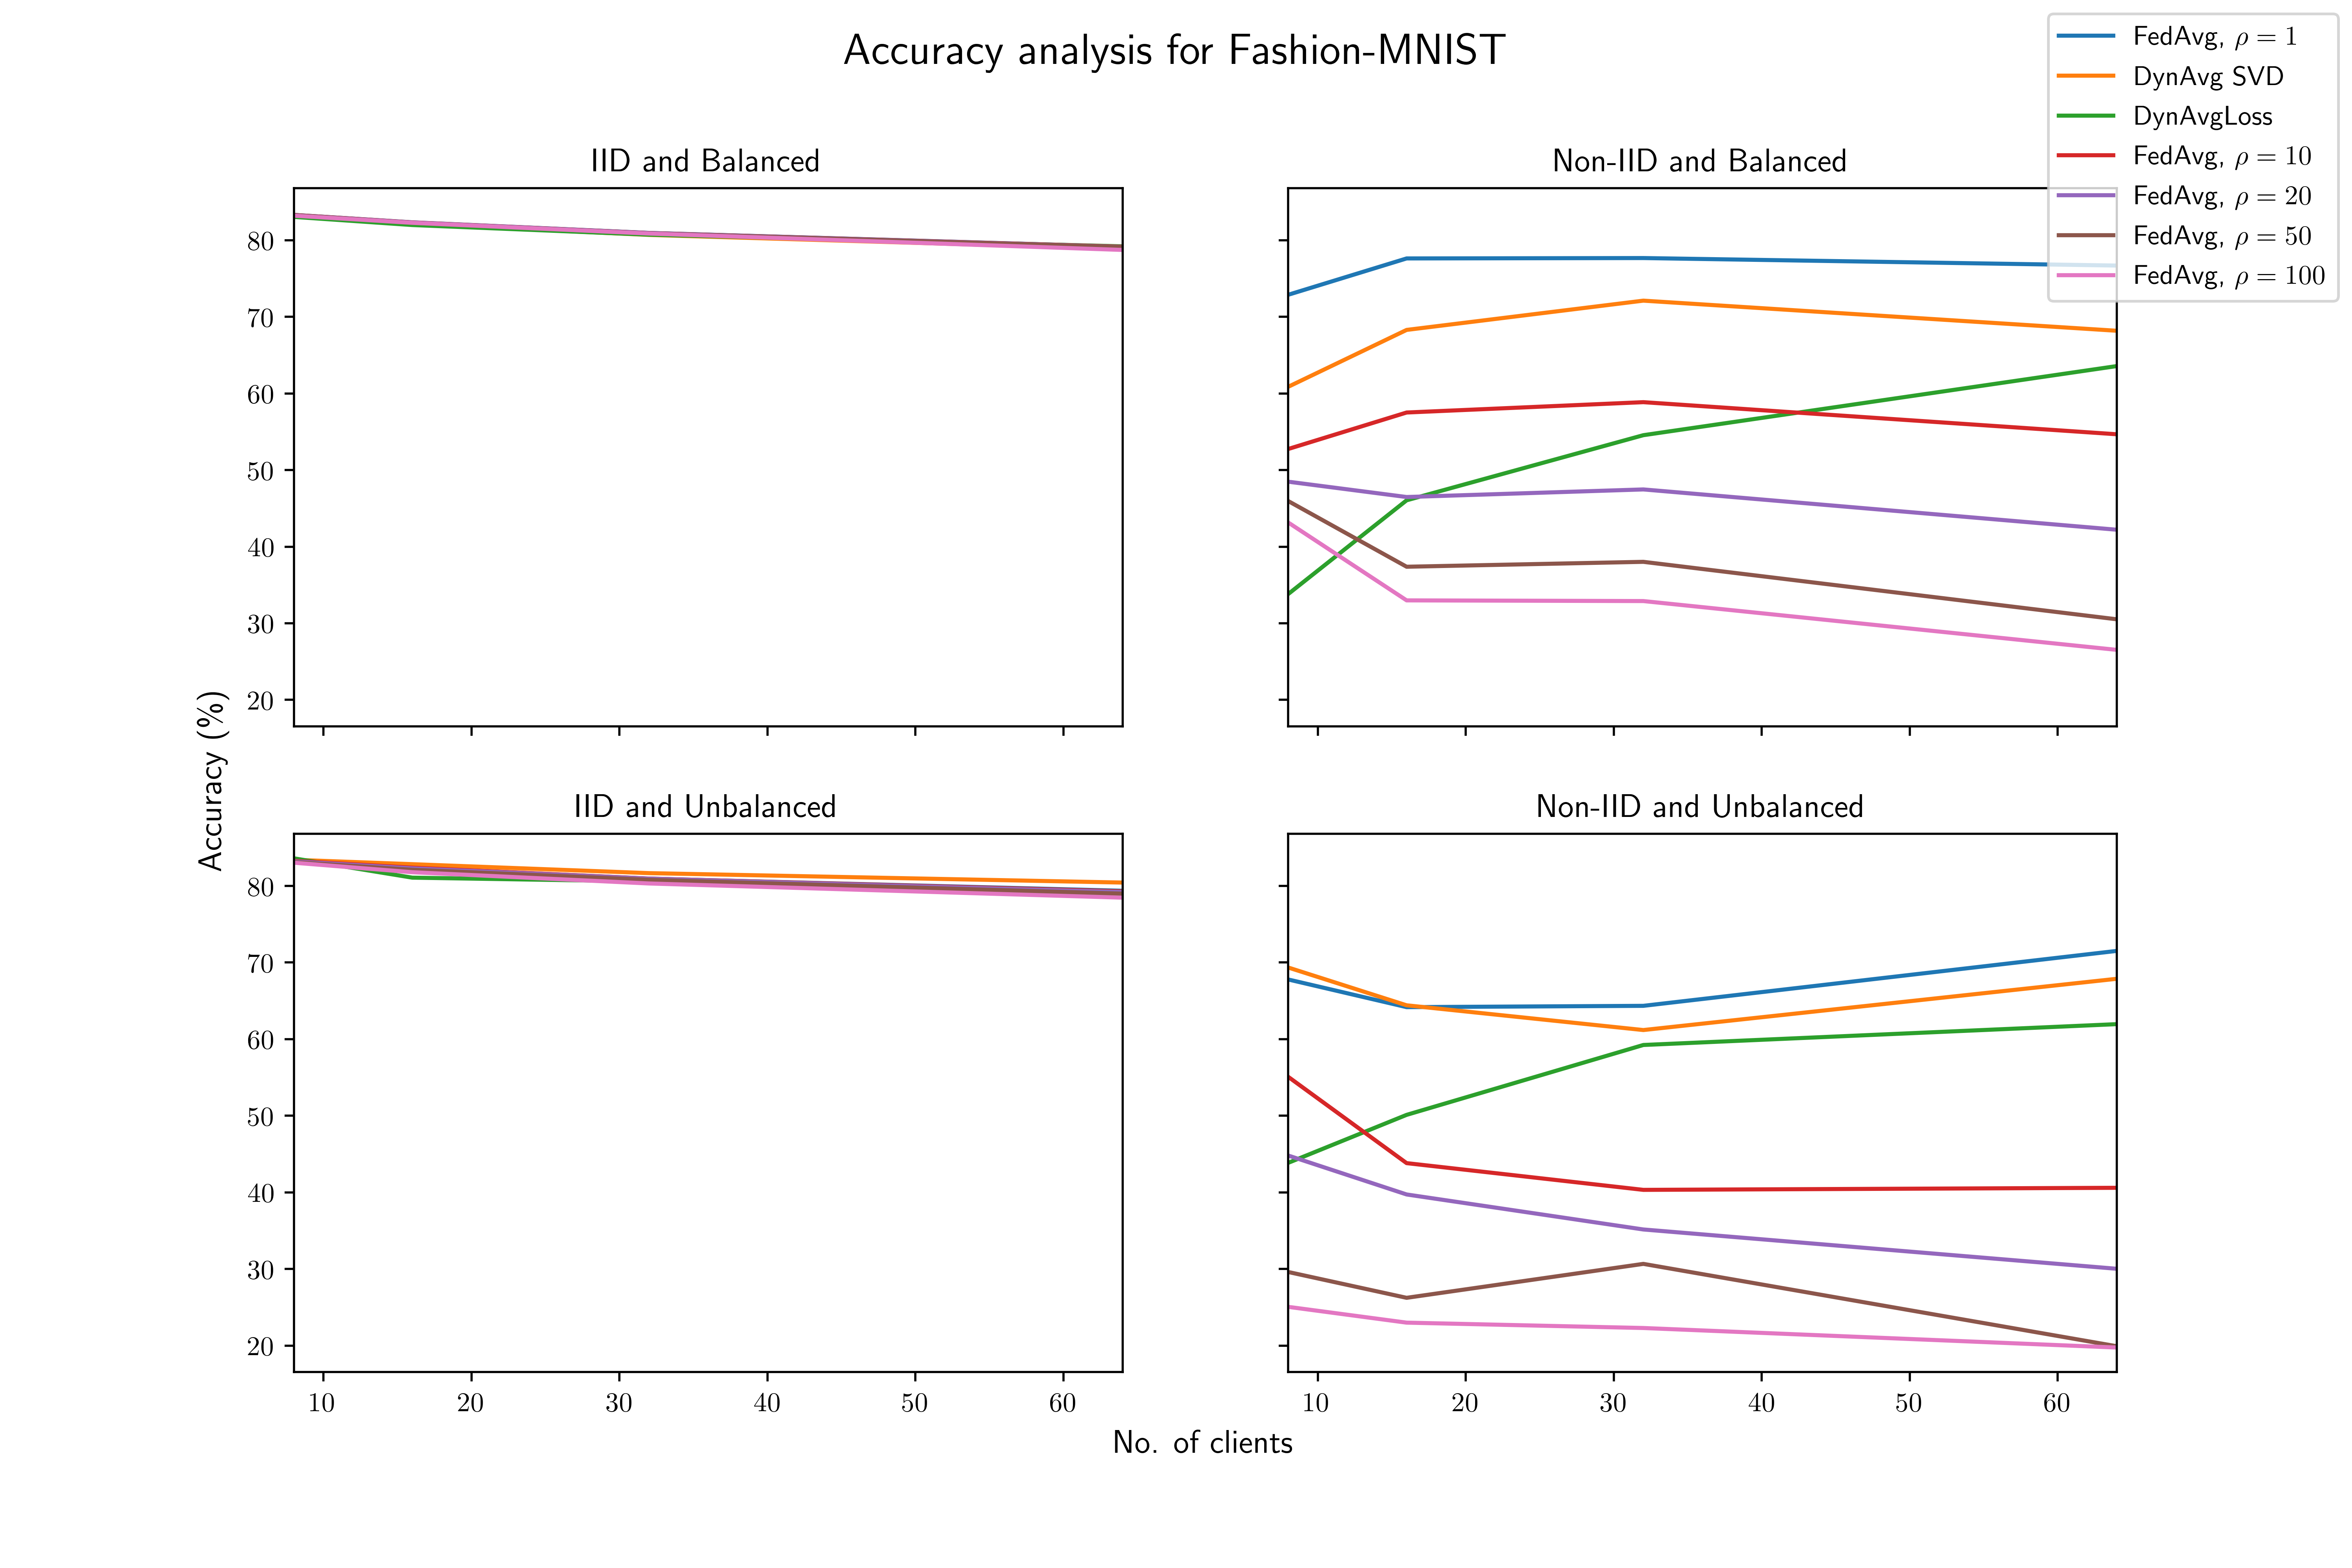 Accuracy analysis for Fashion-MNIST
FedAvg, ρ = 1
DynAvg SVD
DynAvgLoss
FedAvg, ρ = 10
FedAvg, ρ = 20
FedAvg, ρ = 50
FedAvg, ρ = 100
IID and Balanced
80
70
60
50
40
30
20
Non-IID and Balanced
Accuracy (%)
IID and Unbalanced
80
70
60
50
40
30
20
10 20 30 40 50 60
Non-IID and Unbalanced
10 20 30 40 50 60
No. of clients